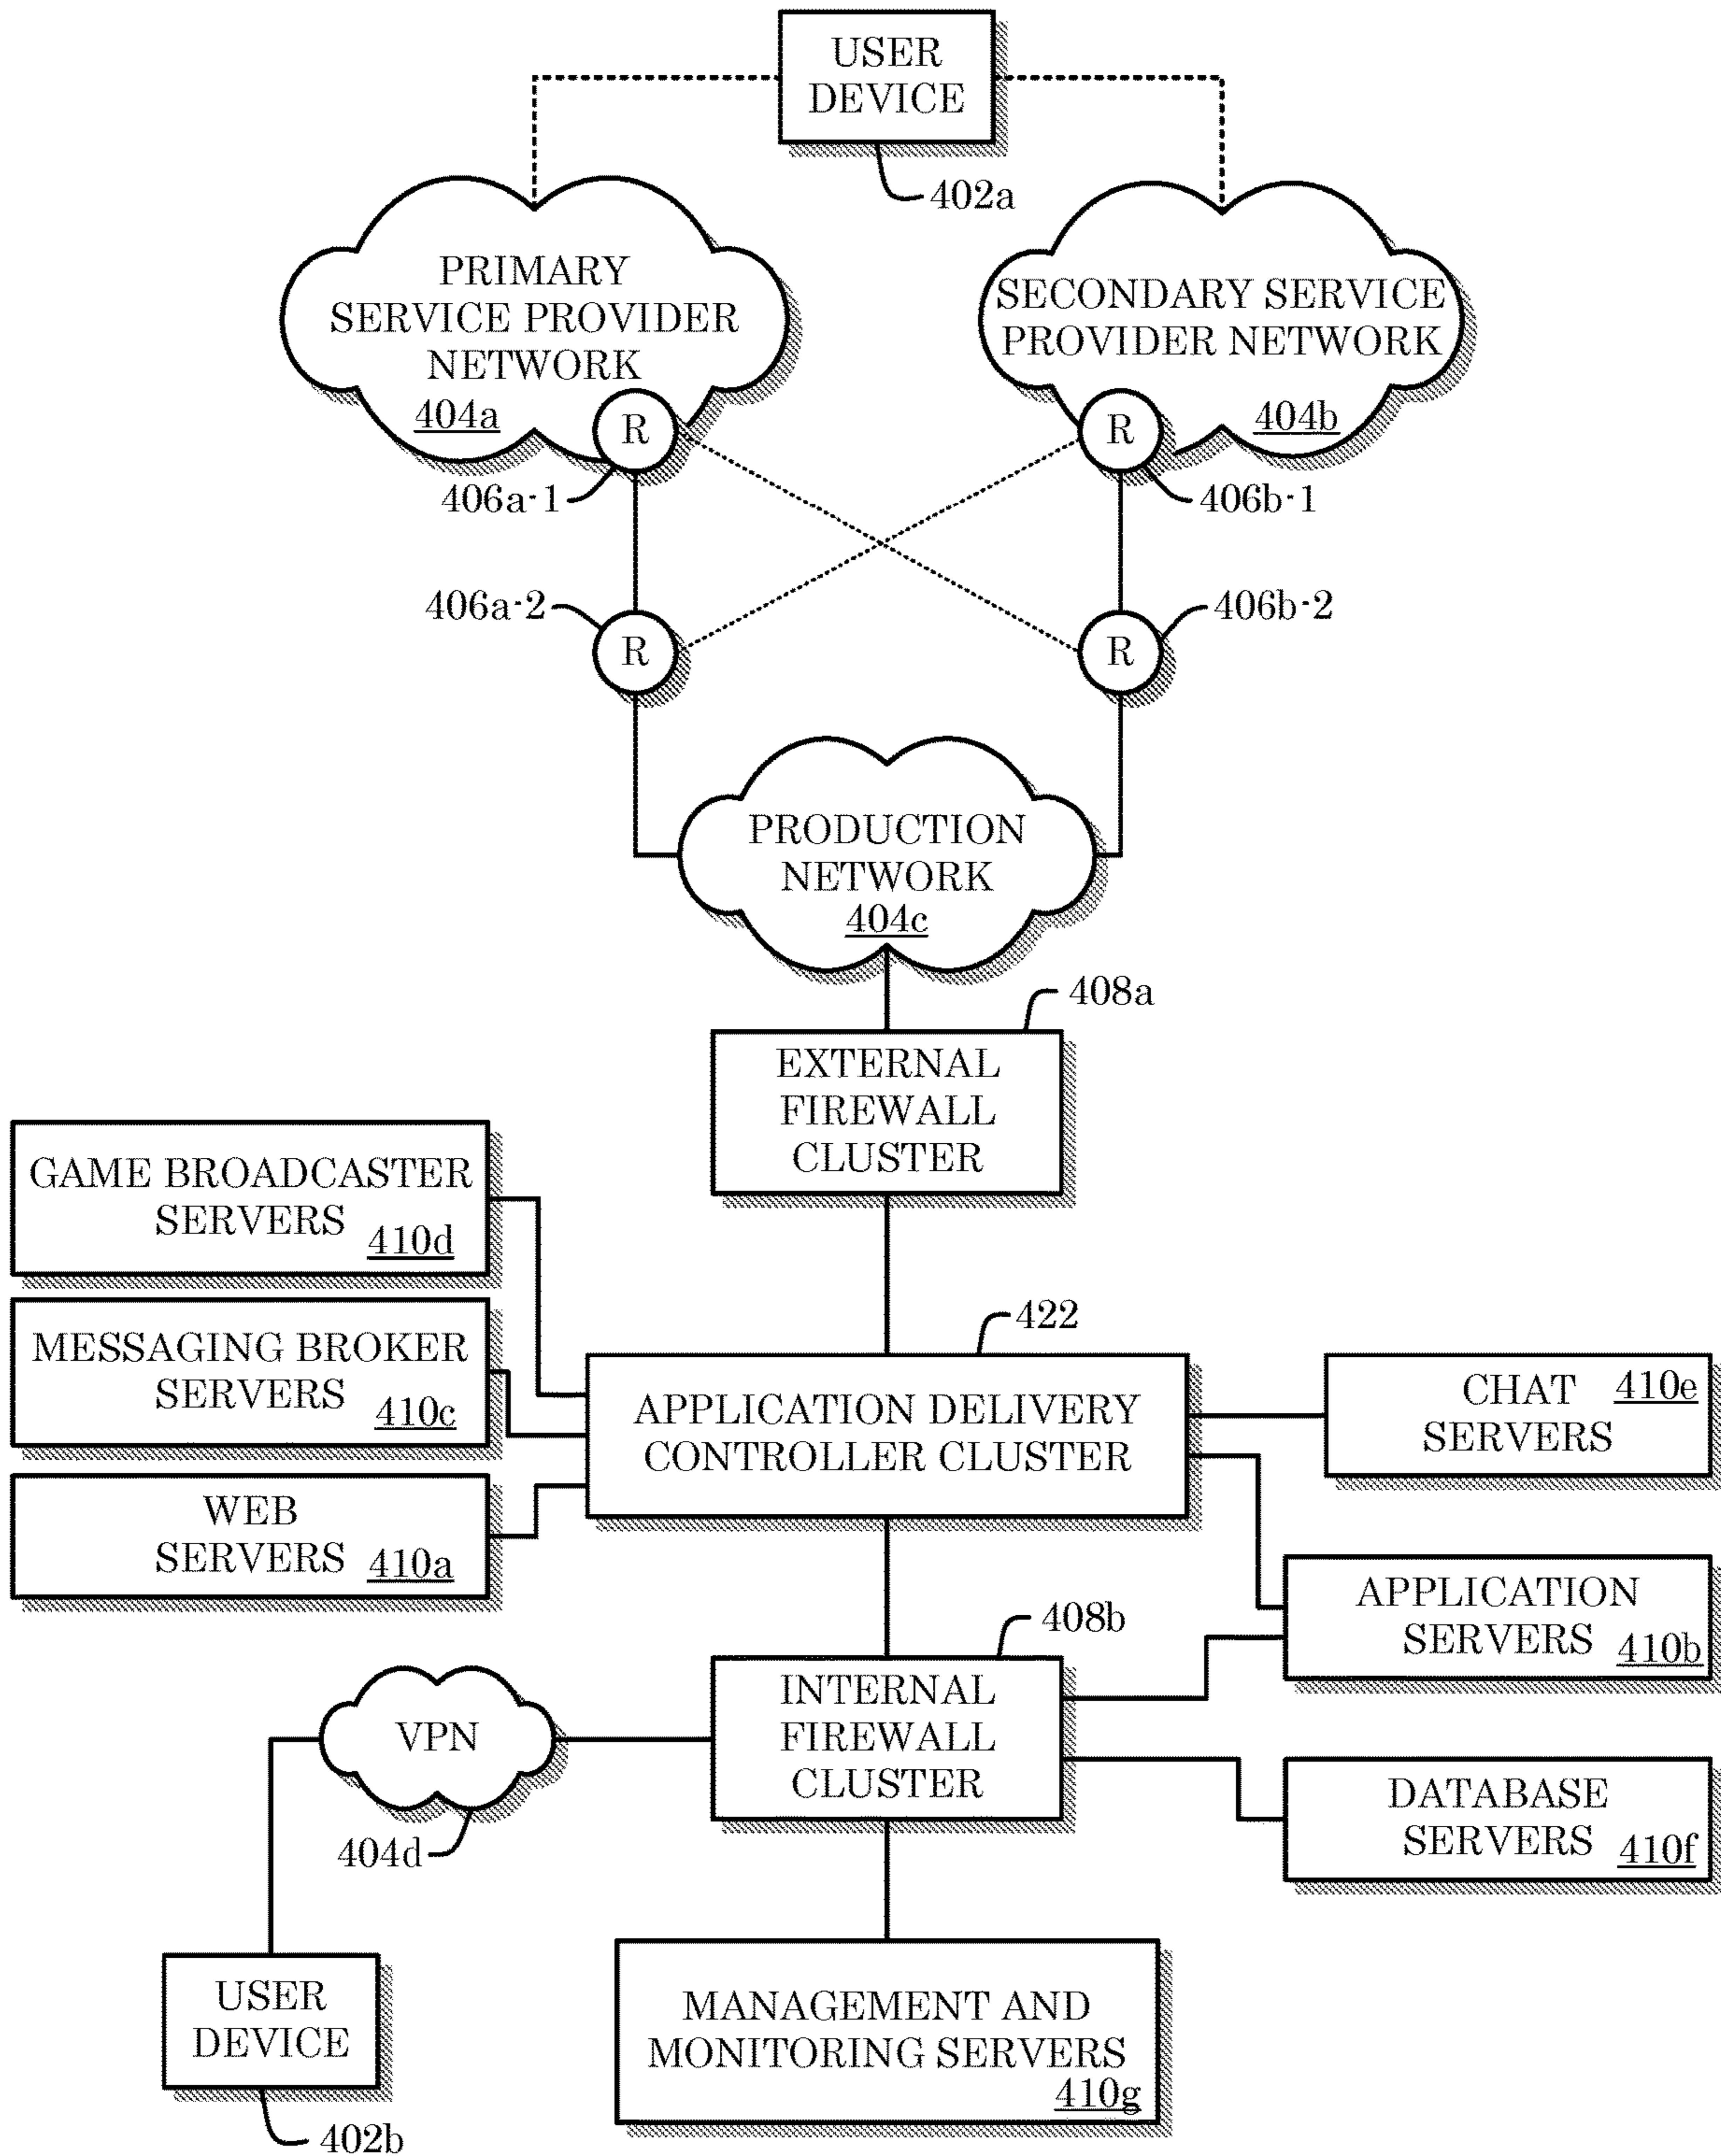 USER
DEVICE
402a
PRIMARY
SERVICE PROVIDER
NETWORK
404a
SECONDARY SERVICE
PROVIDER NETWORK
404b
R
R
406a-1
406b-1
406a-2
406b-2
R
R
PRODUCTION
NETWORK
404c
408a
EXTERNAL
FIREWALL
CLUSTER
GAME BROADCASTER
SERVERS
410d
MESSAGING BROKER
SERVERS
410c
WEB
SERVERS
410a
422
APPLICATION DELIVERY
CONTROLLER CLUSTER
CHAT
SERVERS
410e
APPLICATION
SERVERS
410b
408b
INTERNAL
FIREWALL
CLUSTER
VPN
404d
DATABASE
SERVERS
410f
USER
DEVICE
402b
MANAGEMENT AND
MONITORING SERVERS
410g